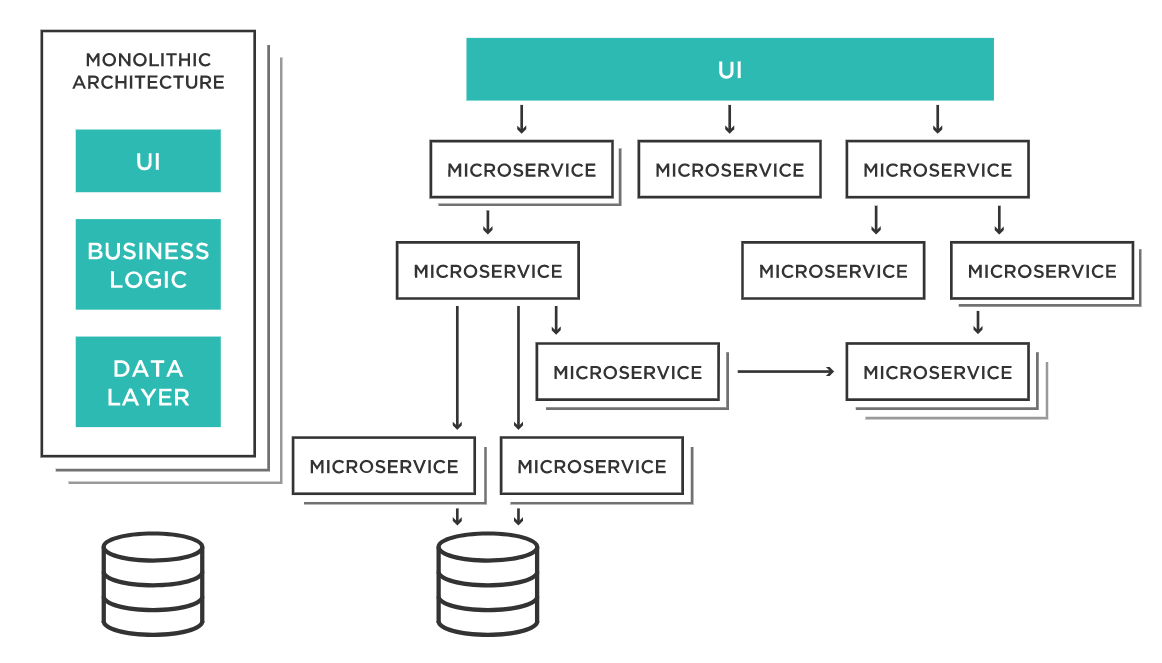 MONOLITHIC
ARCHITECTURE
UI
BUSINESS
LOGIC
DATA
LAYER
UI
MICROSERVICE
MICROSERVICE
MICROSERVICE
MICROSERVICE
MICROSERVICE
MICROSERVICE
MICROSERVICE
MICROSERVICE
MICROSERVICE
MICROSERVICE